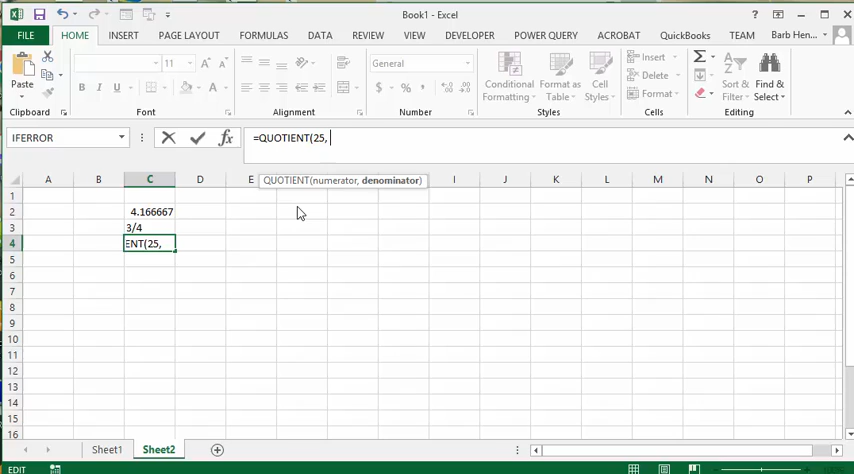 Book1 - Excel
FILE HOME INSERT PAGE LAYOUT FORMULAS DATA REVIEW VIEW DEVELOPER POWER QUERY ACROBAT QuickBooks TEAM Barb Hen...
Paste
11
General
Conditional Formatting
Format as Table
Cell Styles
Insert
Delete
Format
Sort & Filter
Find & Select
Clipboard Font Alignment Number Styles Cells Editing
IFERROR =QUOTIENT(25,
QUOTIENT(numerator, denominator)
A B C D E I J K L M N O P
1
2 4.166667
3 3/4
4 ENT(25,
5
6
7
8
9
10
11
12
13
14
15
16
Sheet1 Sheet2
EDIT